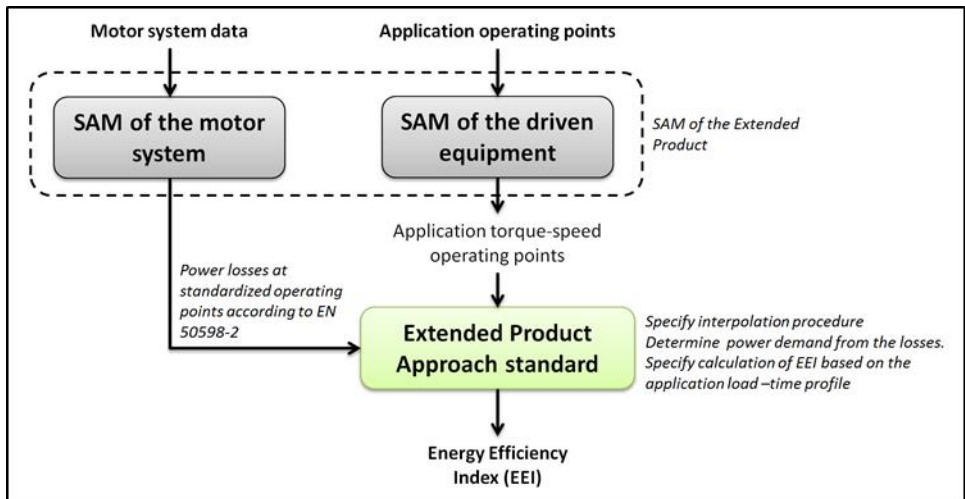 Motor system data
Application operating points
SAM of the motor
system
SAM of the driven
equipment
SAM of the Extended
Product
Application torque-speed
operating points
Power losses at
standardized operating
points according to EN
50598-2
Extended Product
Approach standard
Specify interpolation procedure
Determine power demand from the losses.
Specify calculation of EEI based on the
application load –time profile
Energy Efficiency
Index (EEI)